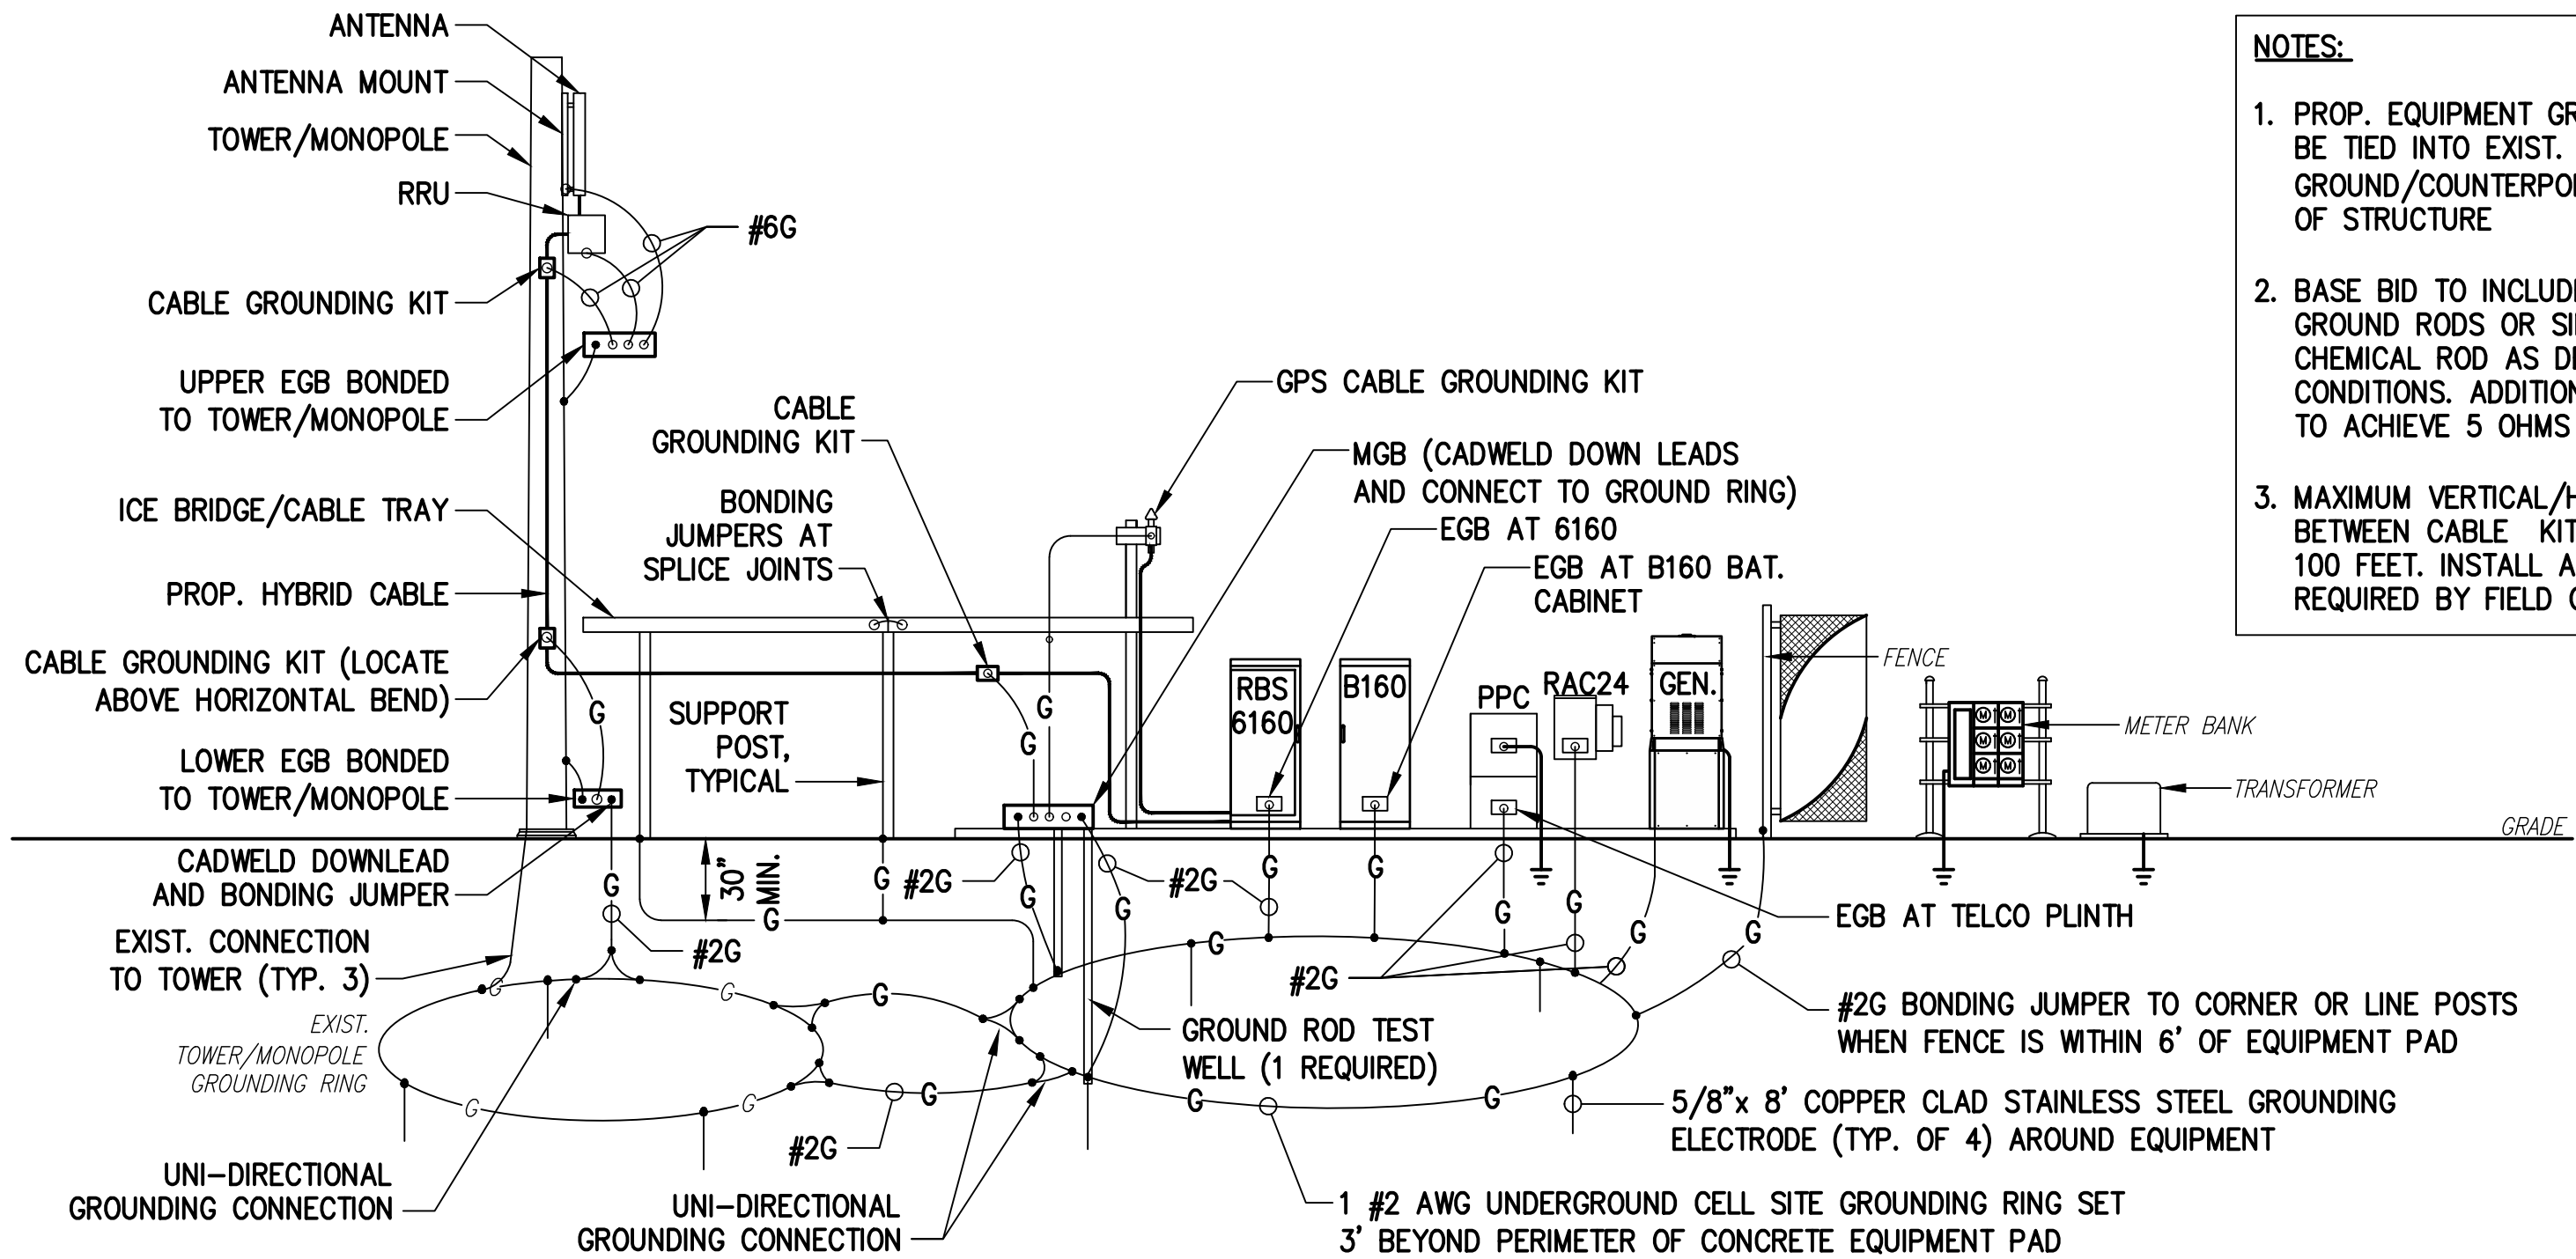 ANTENNA
ANTENNA MOUNT
TOWER/MONOPOLE
RRU
#6G
CABLE GROUNDING KIT
UPPER EGB BONDED
TO TOWER/MONOPOLE
CABLE
GROUNDING KIT
ICE BRIDGE/CABLE TRAY
BONDING
JUMPERS AT
SPLICE JOINTS
PROP. HYBRID CABLE
CABLE GROUNDING KIT (LOCATE
ABOVE HORIZONTAL BEND)
G
LOWER EGB BONDED
TO TOWER/MONOPOLE
SUPPORT
POST,
TYPICAL
G
G
GPS CABLE GROUNDING KIT
MGB (CADWELD DOWN LEADS
AND CONNECT TO GROUND RING)
EGB AT 6160
EGB AT B160 BAT.
CABINET
RBS
6160
B160
PPC
RAC24
GEN.
FENCE
M M
M M
M M
METER BANK
TRANSFORMER
GRADE
CADWELD DOWNLEAD
AND BONDING JUMPER
G
#2G
30"
MIN.
G
G
#2G
G
#2G
G
G
G
G
G
G
G
EGB AT TELCO PLINTH
EXIST. CONNECTION
TO TOWER (TYP. 3)
G
G
G
G
#2G
#2G BONDING JUMPER TO CORNER OR LINE POSTS
WHEN FENCE IS WITHIN 6' OF EQUIPMENT PAD
EXIST.
TOWER/MONOPOLE
GROUNDING RING
G
G
G
#2G
GROUND ROD TEST
WELL (1 REQUIRED)
G
G
5/8"x 8' COPPER CLAD STAINLESS STEEL GROUNDING
ELECTRODE (TYP. OF 4) AROUND EQUIPMENT
UNI-DIRECTIONAL
GROUNDING CONNECTION
UNI-DIRECTIONAL
GROUNDING CONNECTION
1 #2 AWG UNDERGROUND CELL SITE GROUNDING RING SET
3' BEYOND PERIMETER OF CONCRETE EQUIPMENT PAD
NOTES:
1. PROP. EQUIPMENT
BE TIED INTO EXIST.
OF STRUCTURE
2. BASE BID TO
GROUND RODS OR
CHEMICAL ROD AS
CONDITIONS.
TO ACHIEVE 5 OHMS
3. MAXIMUM
BETWEEN CABLE
100 FEET. INSTALL
REQUIRED BY FIELD